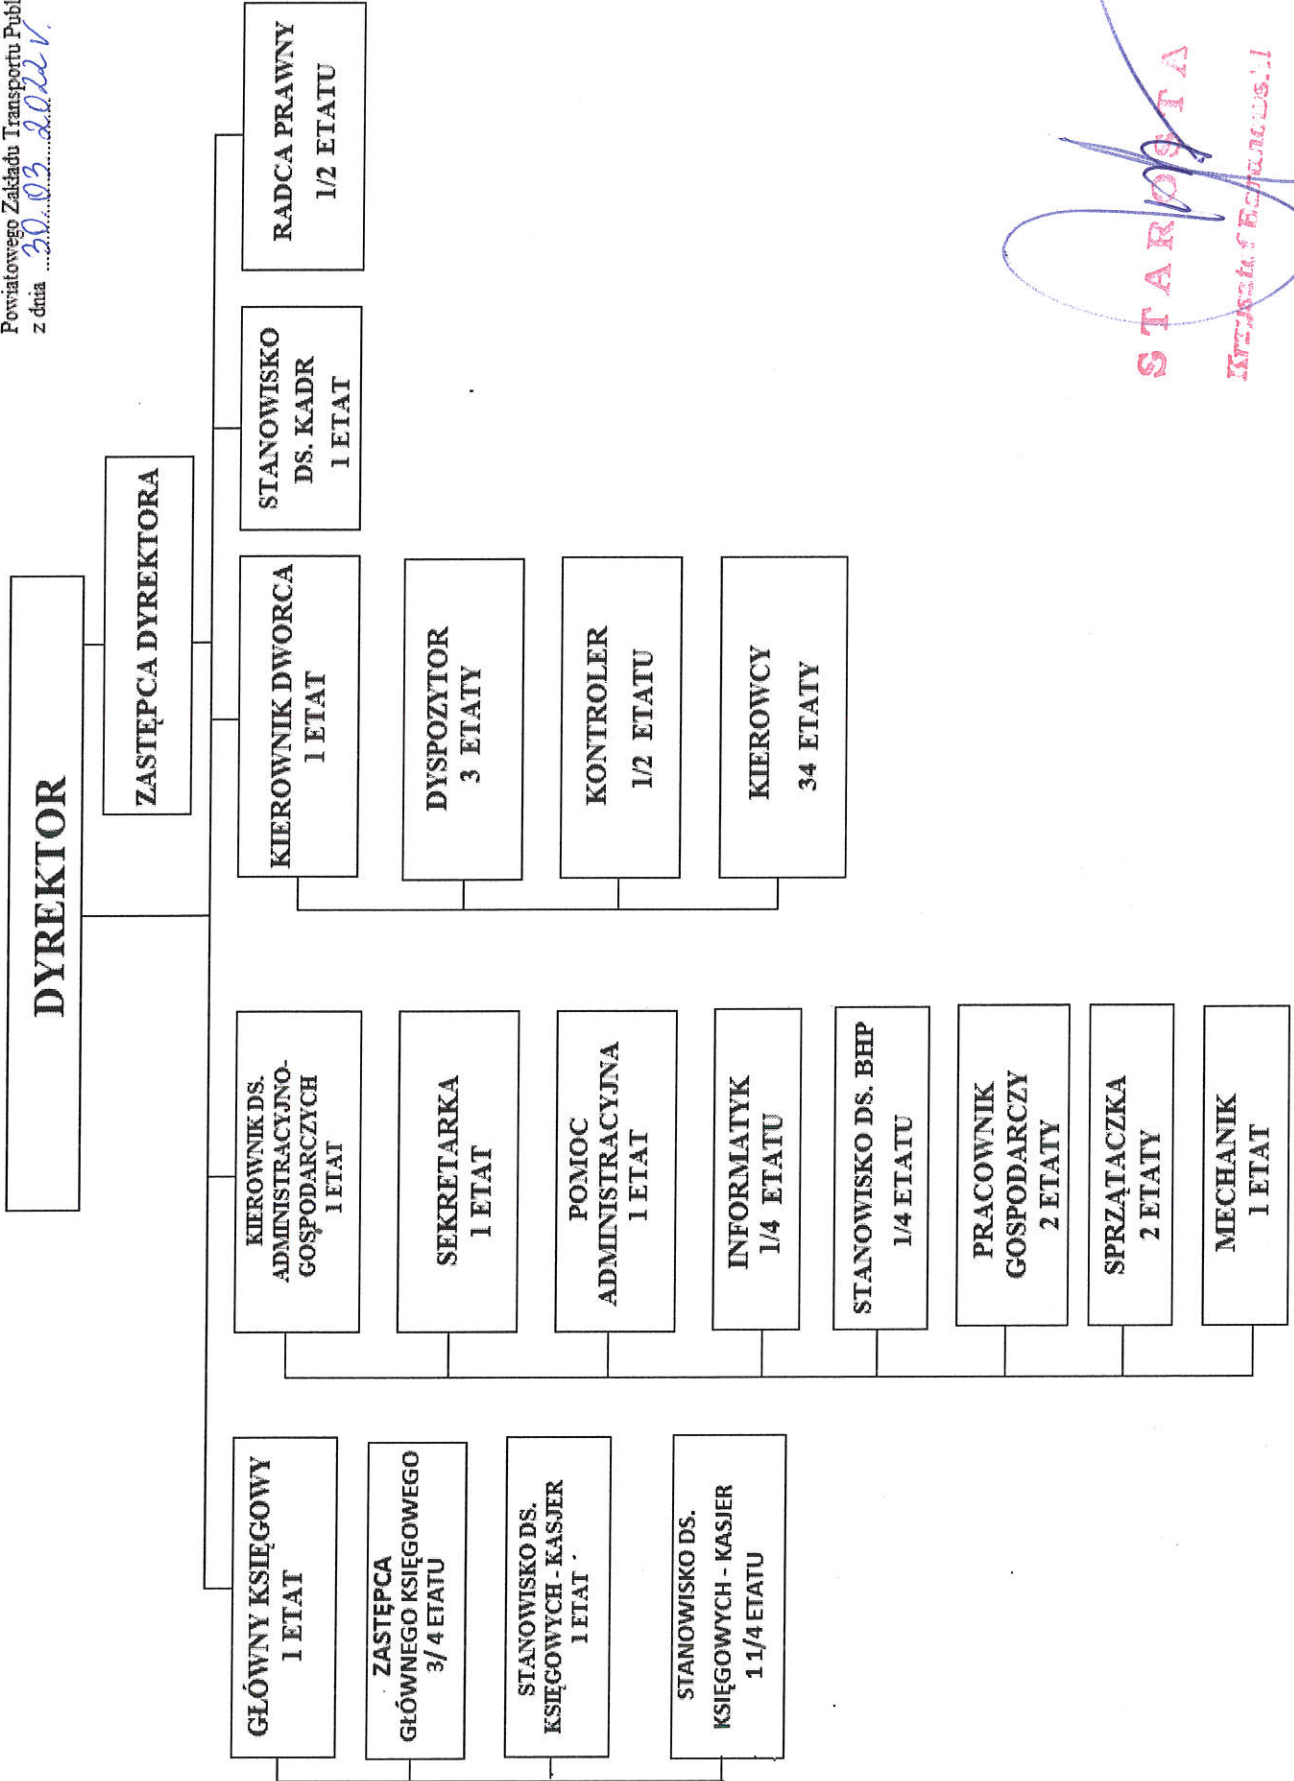 Powiatowego Zakładu Transportu
z dnia 30.03.2022 r.
DYREKTOR
ZASTĘPCA DYREKTORA
GŁÓWNY KSIĘGOWY
1 ETAT
ZASTĘPCA
GŁÓWNEGO KSIĘGOWEGO
3/4 ETATU
STANOWISKO DS.
KSIĘGOWYCH - KASJER
1 ETAT
STANOWISKO DS.
KSIĘGOWYCH – KASJER
1 1/4 ETATU
KIEROWNIK DS.
ADMINISTRACYJNO-
GOSPODARCZYCH
1 ETAT
SEKRETARKA
1 ETAT
POMOC
ADMINISTRACYJNA
1 ETAT
INFORMATYK
1/4 ETATU
STANOWISKO DS. BHP
1/4 ETATU
PRACOWNIK
GOSPODARCZY
2 ETATY
SPRZĄTACZKA
2 ETATY
MECHANIK
1 ETAT
KIEROWNIK DWORCA
1 ETAT
DYSPOZYTOR
3 ETATY
KONTROLER
1/2 ETATU
KIEROWCY
34 ETATY
STANOWISKO
DS. KADR
1 ETAT
RADCA PRAWNY
1/2 ETATU
STAROSTA
Krzysztof